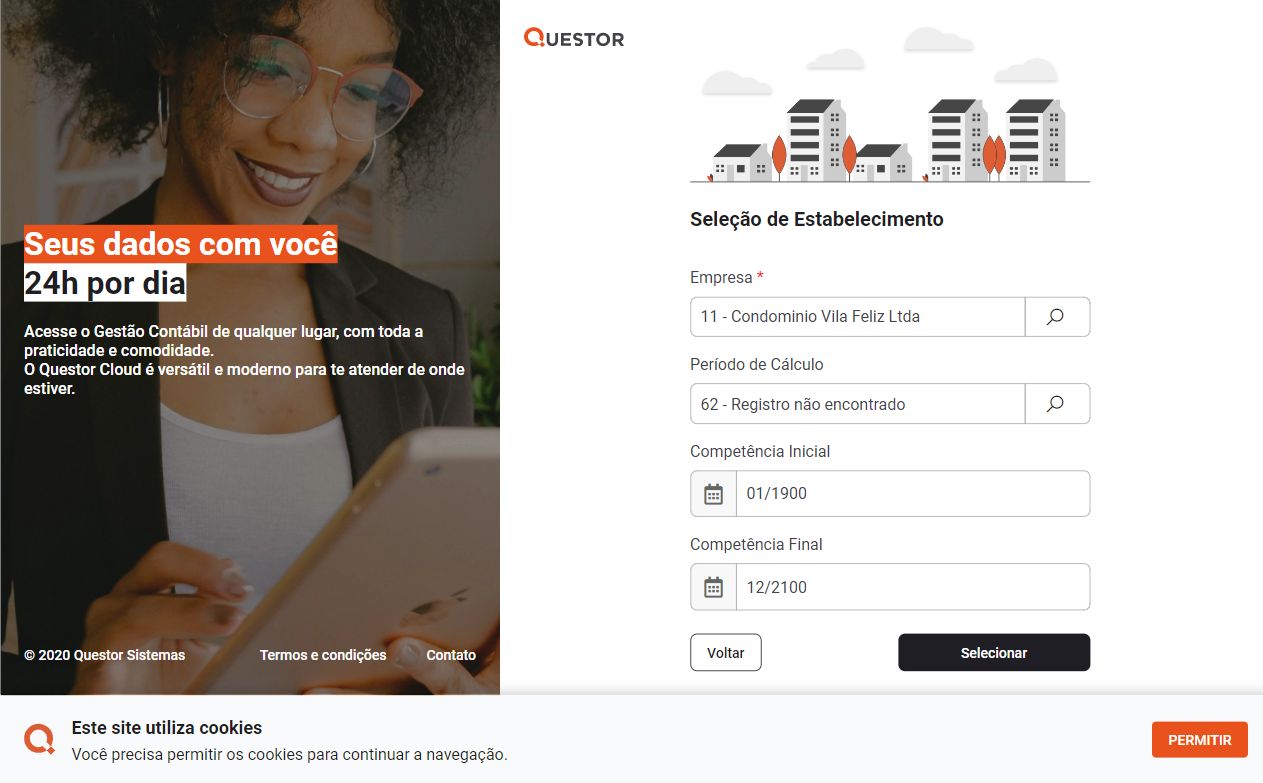 Seus dados com você
24h por dia
Acesse o Gestão Contábil de qualquer lugar, com toda a
praticidade e comodidade.
O Questor Cloud é versátil e moderno para te atender de onde
estiver.
© 2020 Questor Sistemas
Termos e condições
Contato
QUESTOR
Seleção de Estabelecimento
Empresa *
11 - Condominio Vila Feliz Ltda
Período de Cálculo
62 - Registro não encontrado
Competência Inicial
01/1900
Competência Final
12/2100
Voltar
Selecionar
Este site utiliza cookies
Você precisa permitir os cookies para continuar a navegação.
PERMITIR